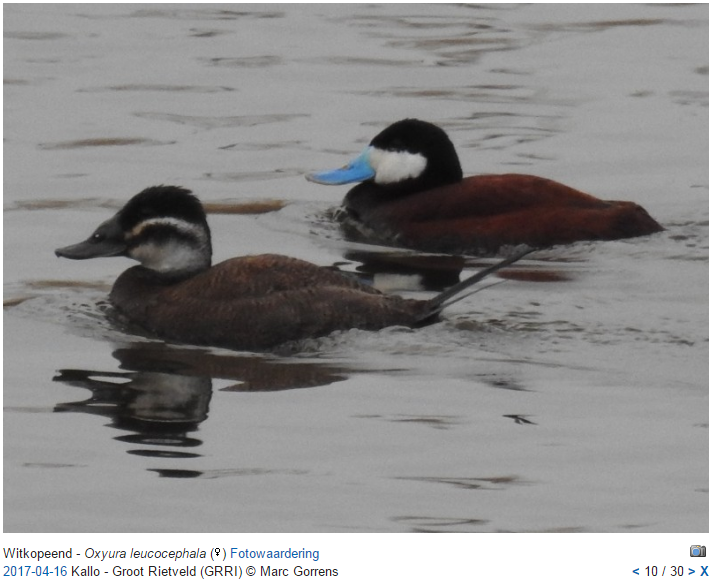 Witkopeend - Oxyura leucocephala (♀) Fotowaardering
2017-04-16 Kallo - Groot Rietveld (GRRI) © Marc Gorrens < 10 / 30 > X